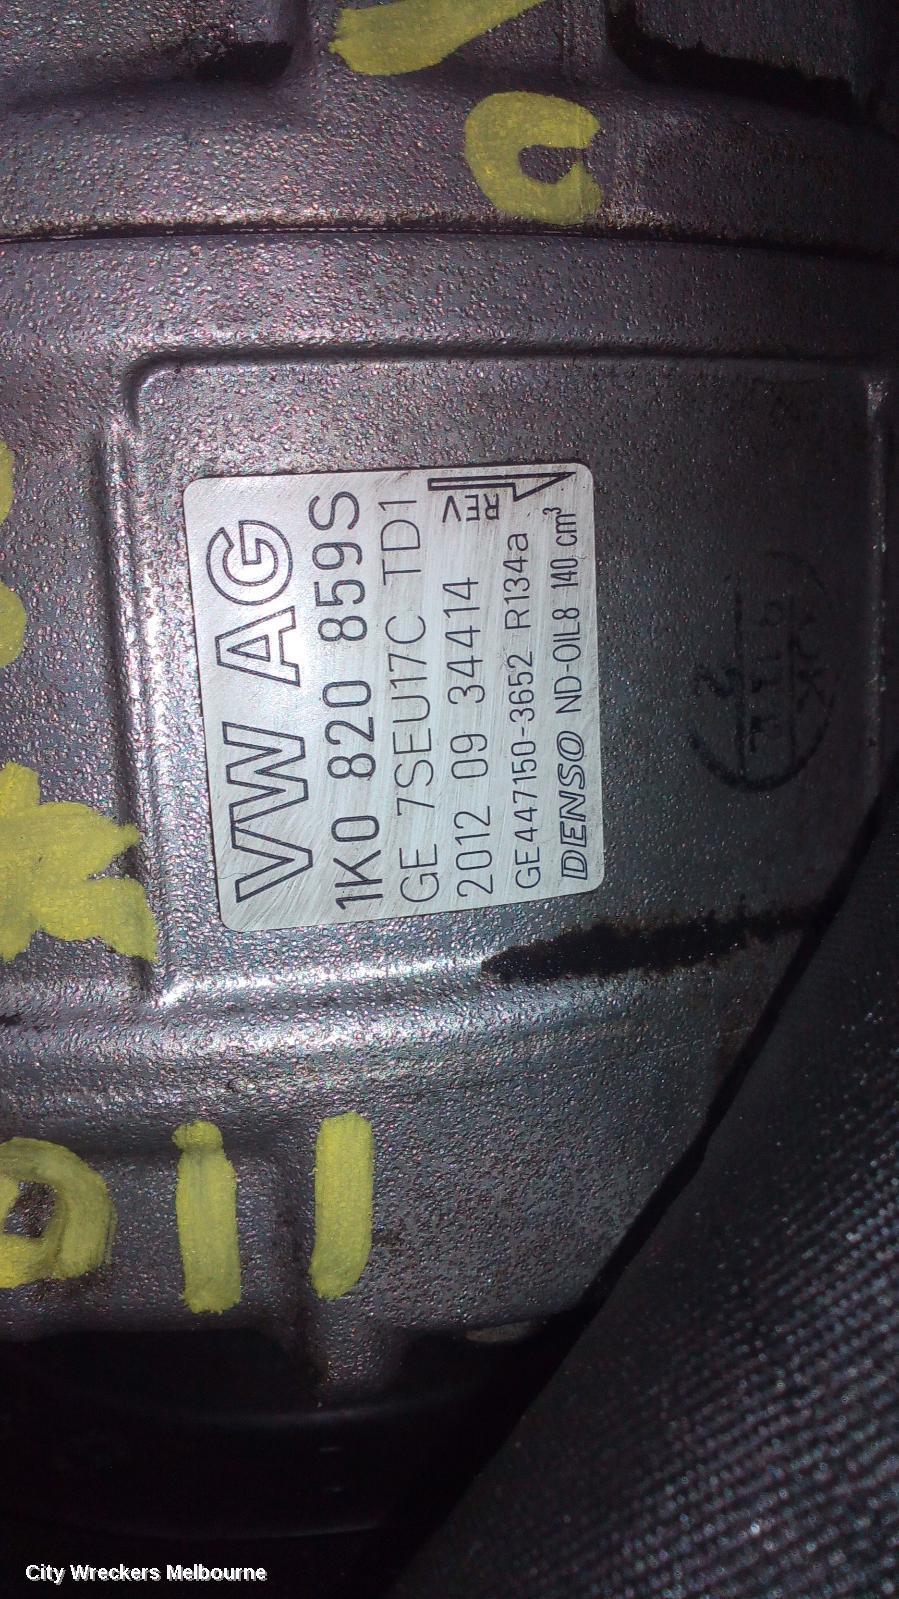 VW AG
1K0 820 859S
GE 7SEU17C TD1
2012 09 34414
REV
GE447150-3652 R134a
DENSO ND-OIL8 140 cm³
City Wreckers Melbourne